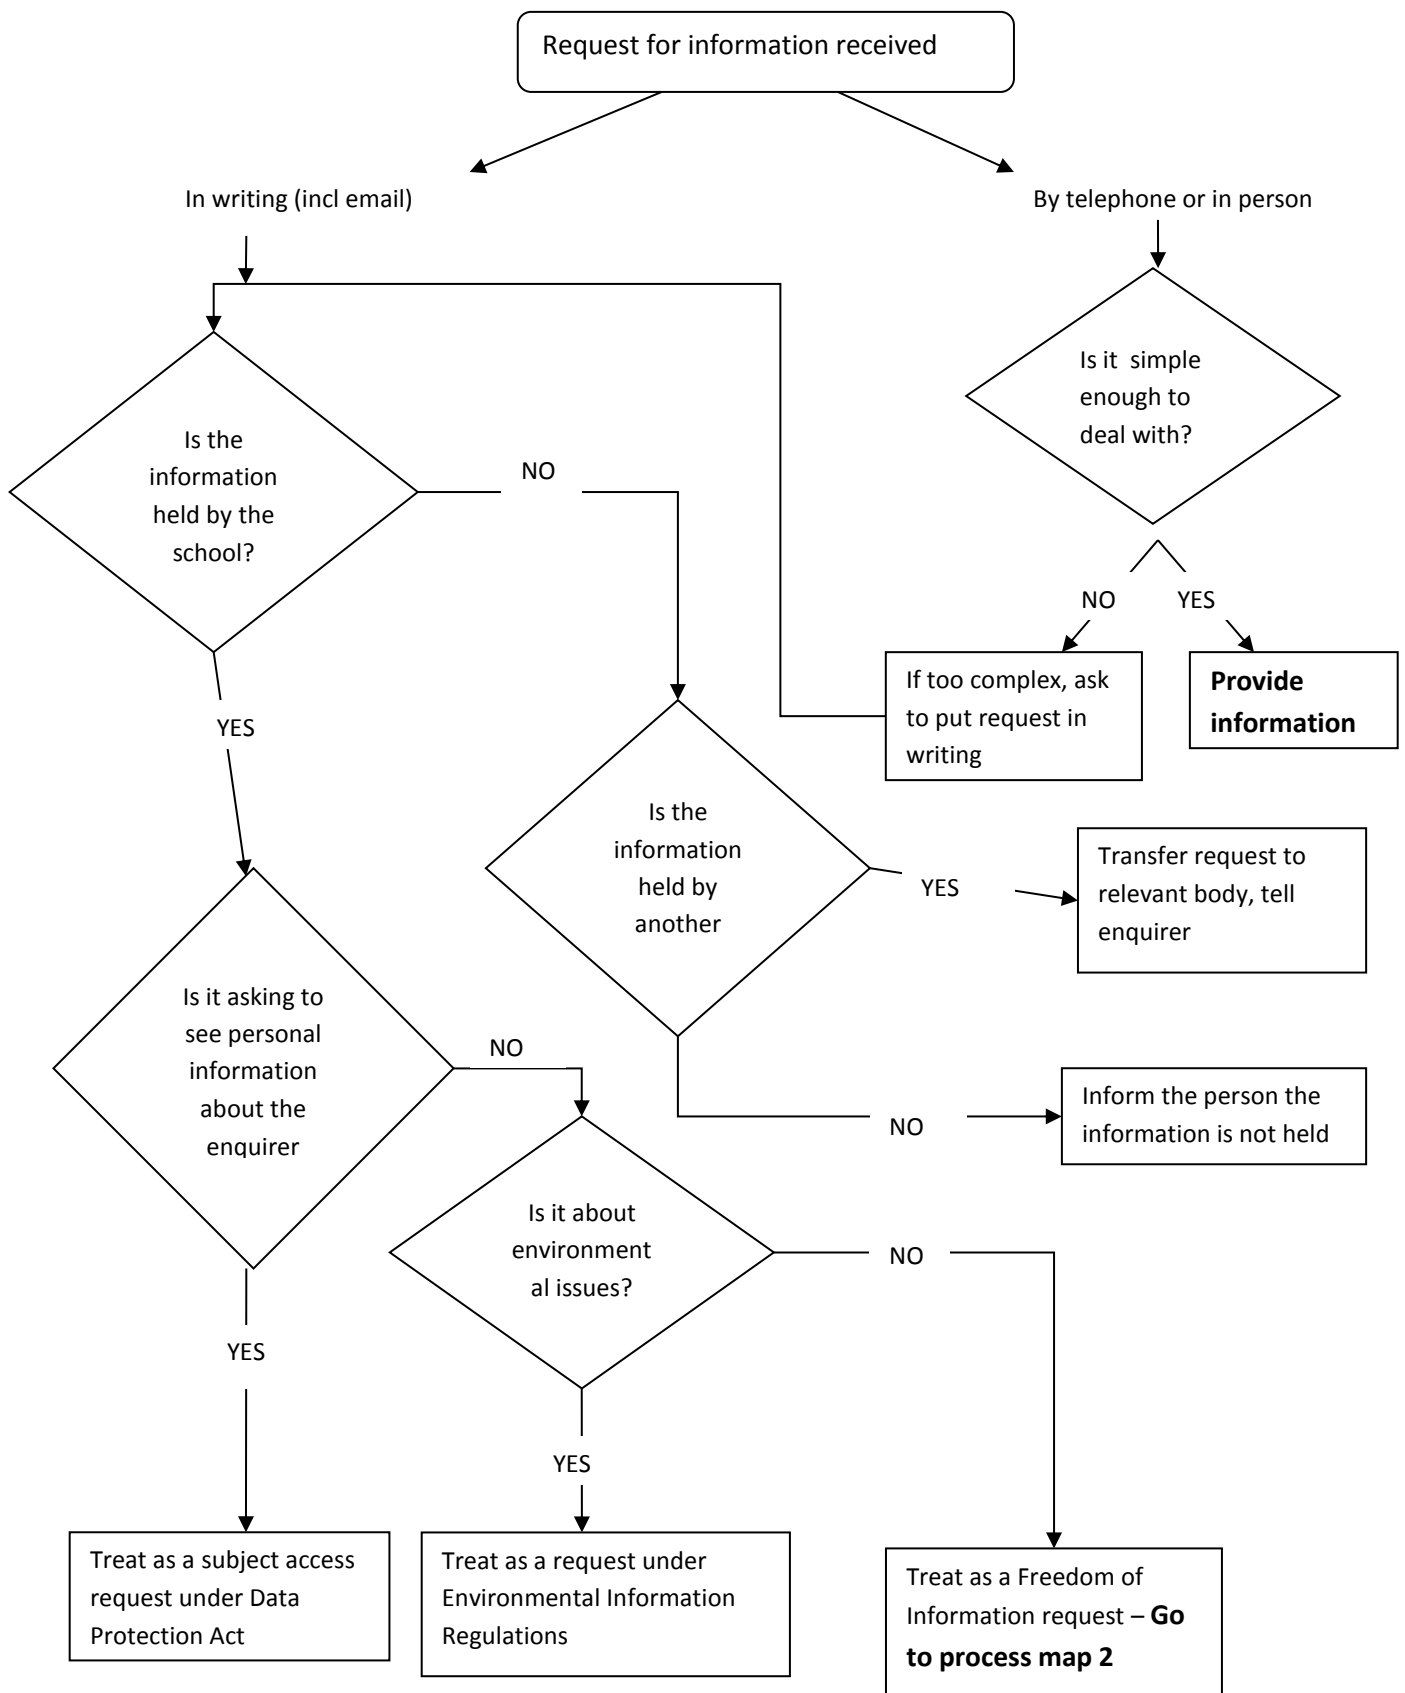 Request for information received
In writing (incl email)
By telephone or in person
Is it simple
enough to
deal with?
Is the
information
held by the
school?
NO
NO
YES
If too complex, ask
to put request in
writing
Provide
information
YES
Is the
information
held by
another
YES
Transfer request to
relevant body, tell
enquirer
Is it asking to
see personal
information
about the
enquirer
NO
NO
Inform the person the
information is not held
Is it about
environment
al issues?
NO
YES
YES
Treat as a subject access
request under Data
Protection Act
Treat as a request under
Environmental Information
Regulations
Treat as a Freedom of
Information request – Go
to process map 2